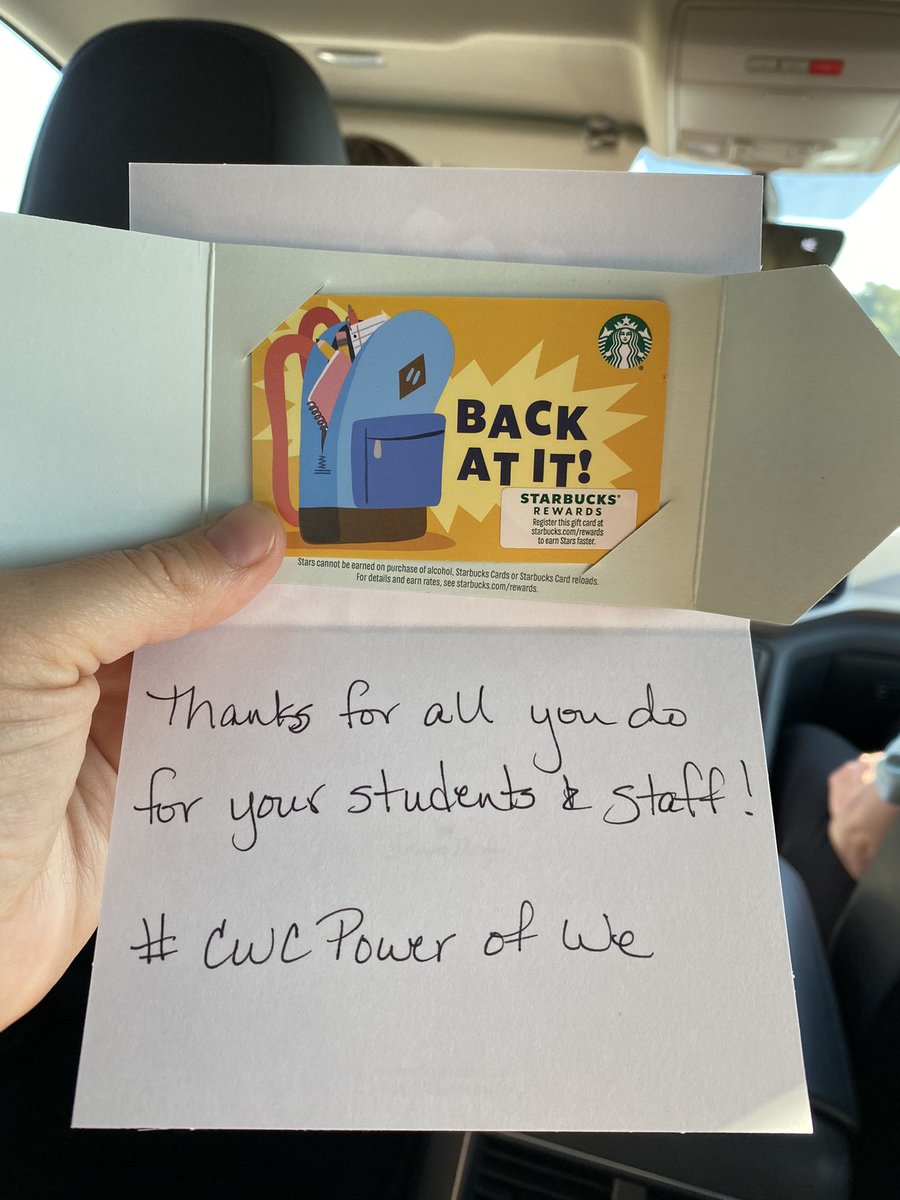 BACK
AT IT!
STARBUCKS®
REWARDS
Register this gift card at
starbucks.com/rewards
to earn Stars faster.
Stars cannot be earned on purchase of alcohol, Starbucks Cards or Starbucks Card reloads.
For details and earn rates, see starbucks.com/rewards.
Thanks for all you do
for your students & staff!
# CWC Power of We